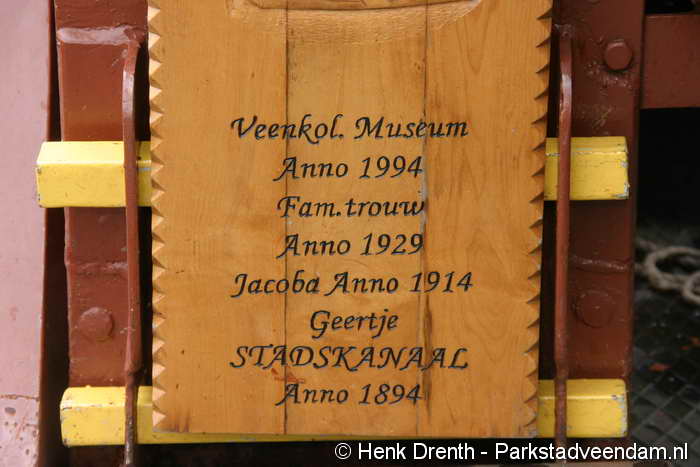 Veenkol. Museum
Anno 1994
Fam.trouw
Anno 1929
Jacoba Anno 1914
Geertje
STADSKANAAL
Anno 1894
© Henk Drenth - Parkstadveendam.nl